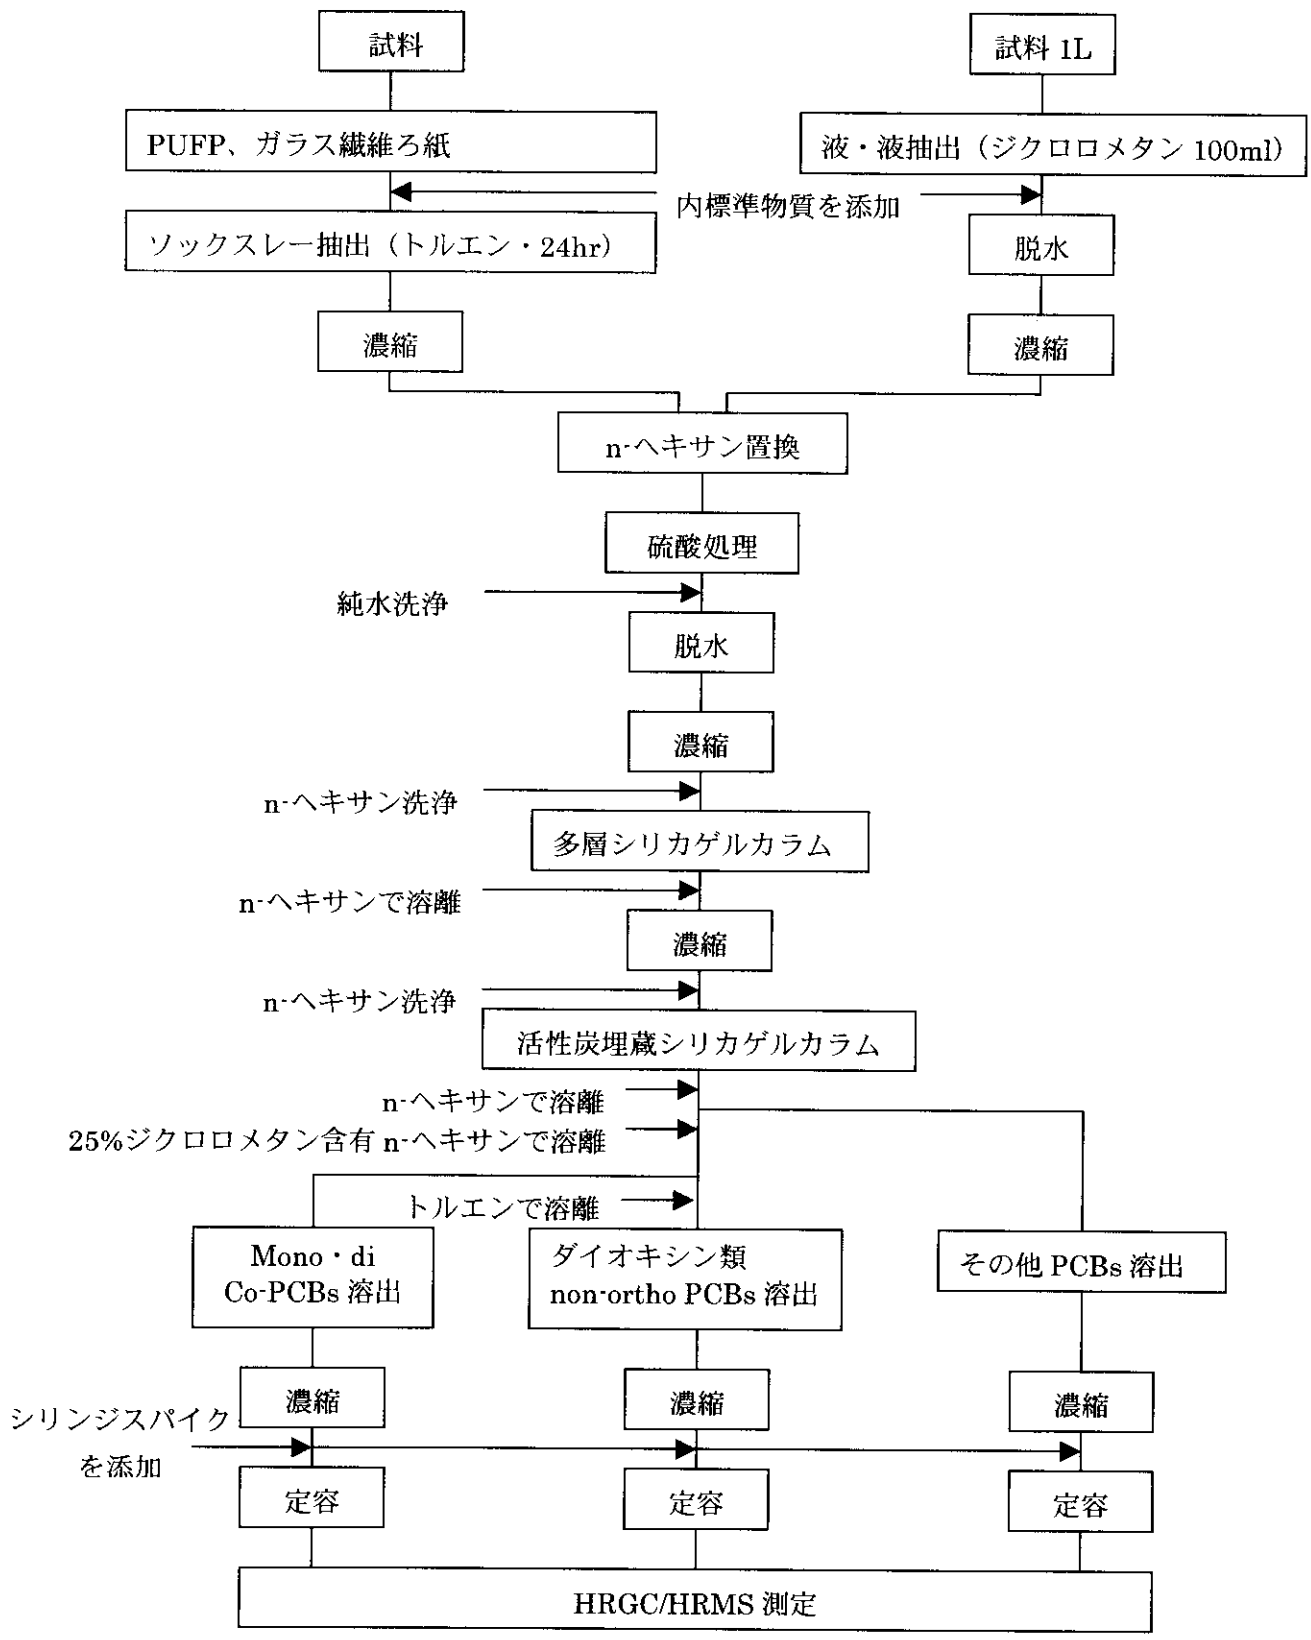 試料
試料 1L
PUFP、ガラス繊維ろ紙
液・液抽出（ジクロロメタン 100ml）
内標準物質を添加
ソックスレー抽出（トルエン・24hr）
脱水
濃縮
濃縮
n-ヘキサン置換
硫酸処理
純水洗浄
脱水
濃縮
n-ヘキサン洗浄
多層シリカゲルカラム
n-ヘキサンで溶離
濃縮
n-ヘキサン洗浄
活性炭埋蔵シリカゲルカラム
n-ヘキサンで溶離
25%ジクロロメタン含有 n-ヘキサンで溶離
トルエンで溶離
Mono・di
Co-PCBs 溶出
ダイオキシン類
non-ortho PCBs 溶出
その他 PCBs 溶出
濃縮
濃縮
濃縮
シリンジスパイク
を添加
定容
定容
定容
HRGC/HRMS 測定